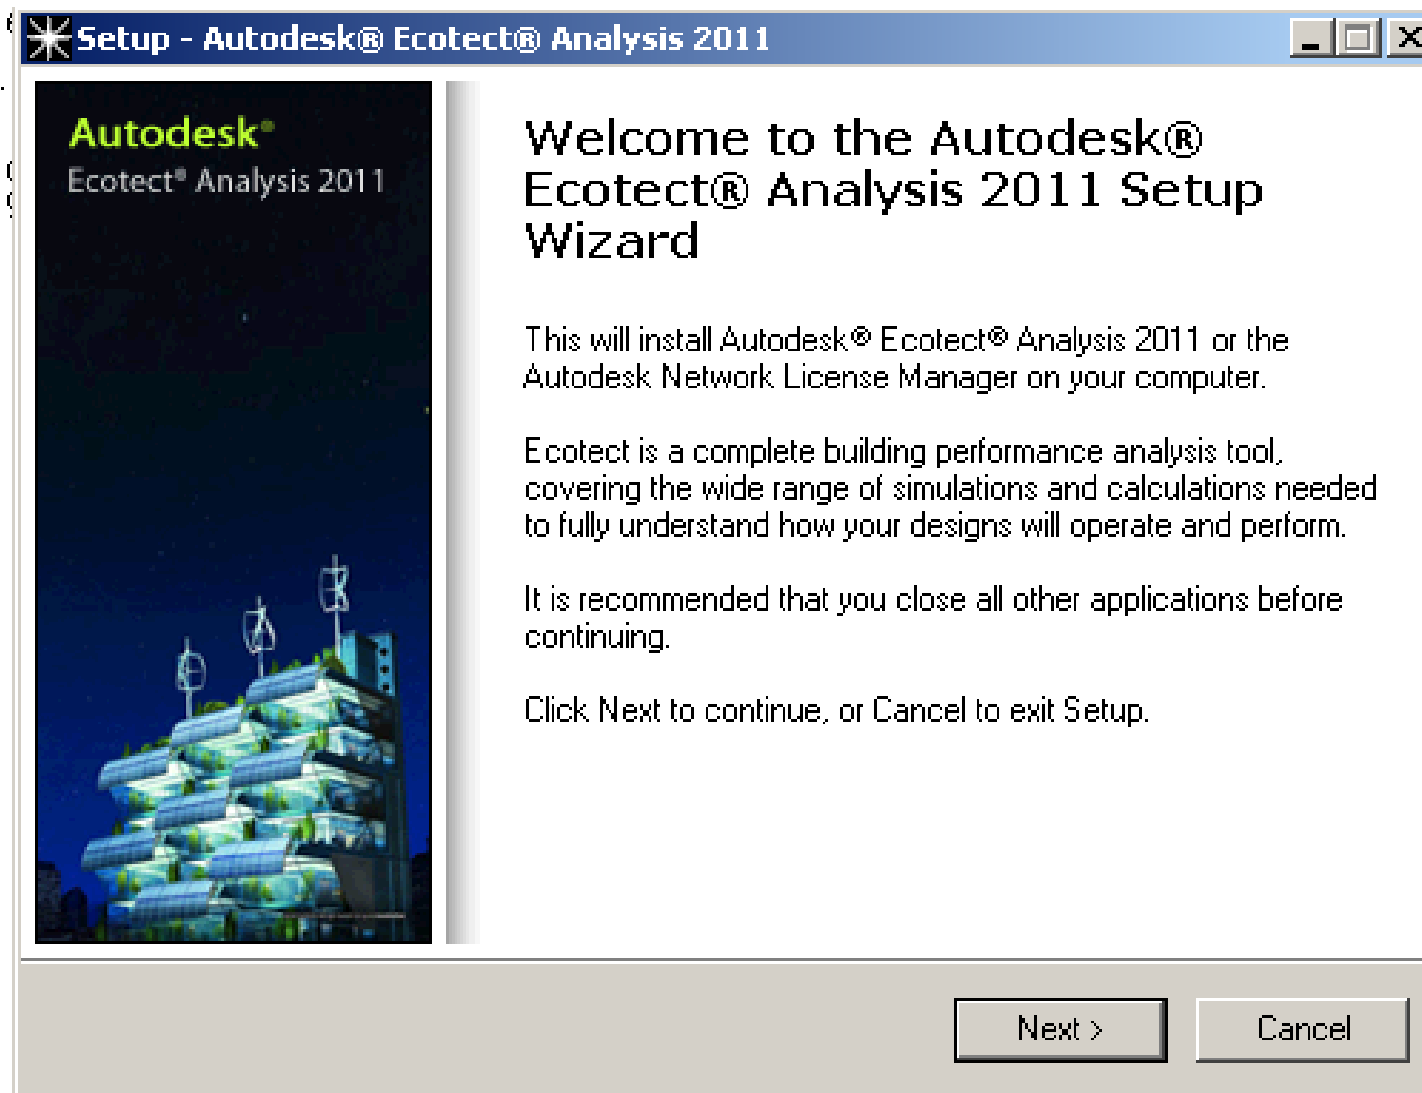 Setup - Autodesk® Ecotect® Analysis 2011
Autodesk®
Ecotect® Analysis 2011
Welcome to the Autodesk®
Ecotect® Analysis 2011 Setup
Wizard
This will install Autodesk® Ecotect® Analysis 2011 or the
Autodesk Network License Manager on your computer.
Ecotect is a complete building performance analysis tool,
covering the wide range of simulations and calculations needed
to fully understand how your designs will operate and perform.
It is recommended that you close all other applications before
continuing.
Click Next to continue, or Cancel to exit Setup.
Next >
Cancel